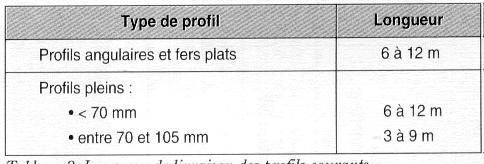 Type de profil Longueur
Profils angulaires et fers plats 6 à 12 m
Profils pleins :
• < 70 mm 6 à 12 m
• entre 70 et 105 mm 3 à 9 m